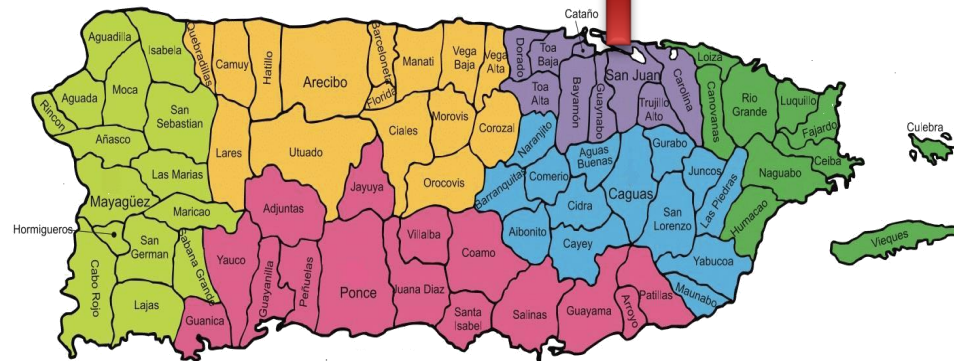 Cataño
Aguadilla
Isabela
Quebradillas
Camuy
Hatillo
Arecibo
Barceloneta
Manati
Vega
Baja
Vega
Alta
Dorado
Toa
Baja
San Juan
Carolina
Loiza
Canovanas
Rio
Grande
Luquillo
Fajardo
Culebra
Rincon
Aguada
Moca
San
Sebastian
Florida
Toa
Alta
Bayamón
Guaynabo
Trujillo
Alto
Añasco
Lares
Utuado
Ciales
Morovis
Corozal
Naranjito
Aguas
Buenas
Gurabo
Juncos
Ceiba
Naguabo
Las Marias
Mayagüez
Maricao
Adjuntas
Jayuya
Orocovis
Barranquitas
Comerio
Cidra
Caguas
San
Lorenzo
Las Piedras
Humacao
Hormigueros
San
German
Sabana Grande
Yauco
Guayanilla
Peñuelas
Ponce
Villalba
Coamo
Aibonito
Cayey
Yabucoa
Vieques
Cabo Rojo
Lajas
Guanica
Juana Diaz
Santa
Isabel
Salinas
Guayama
Arroyo
Patillas
Maunabo